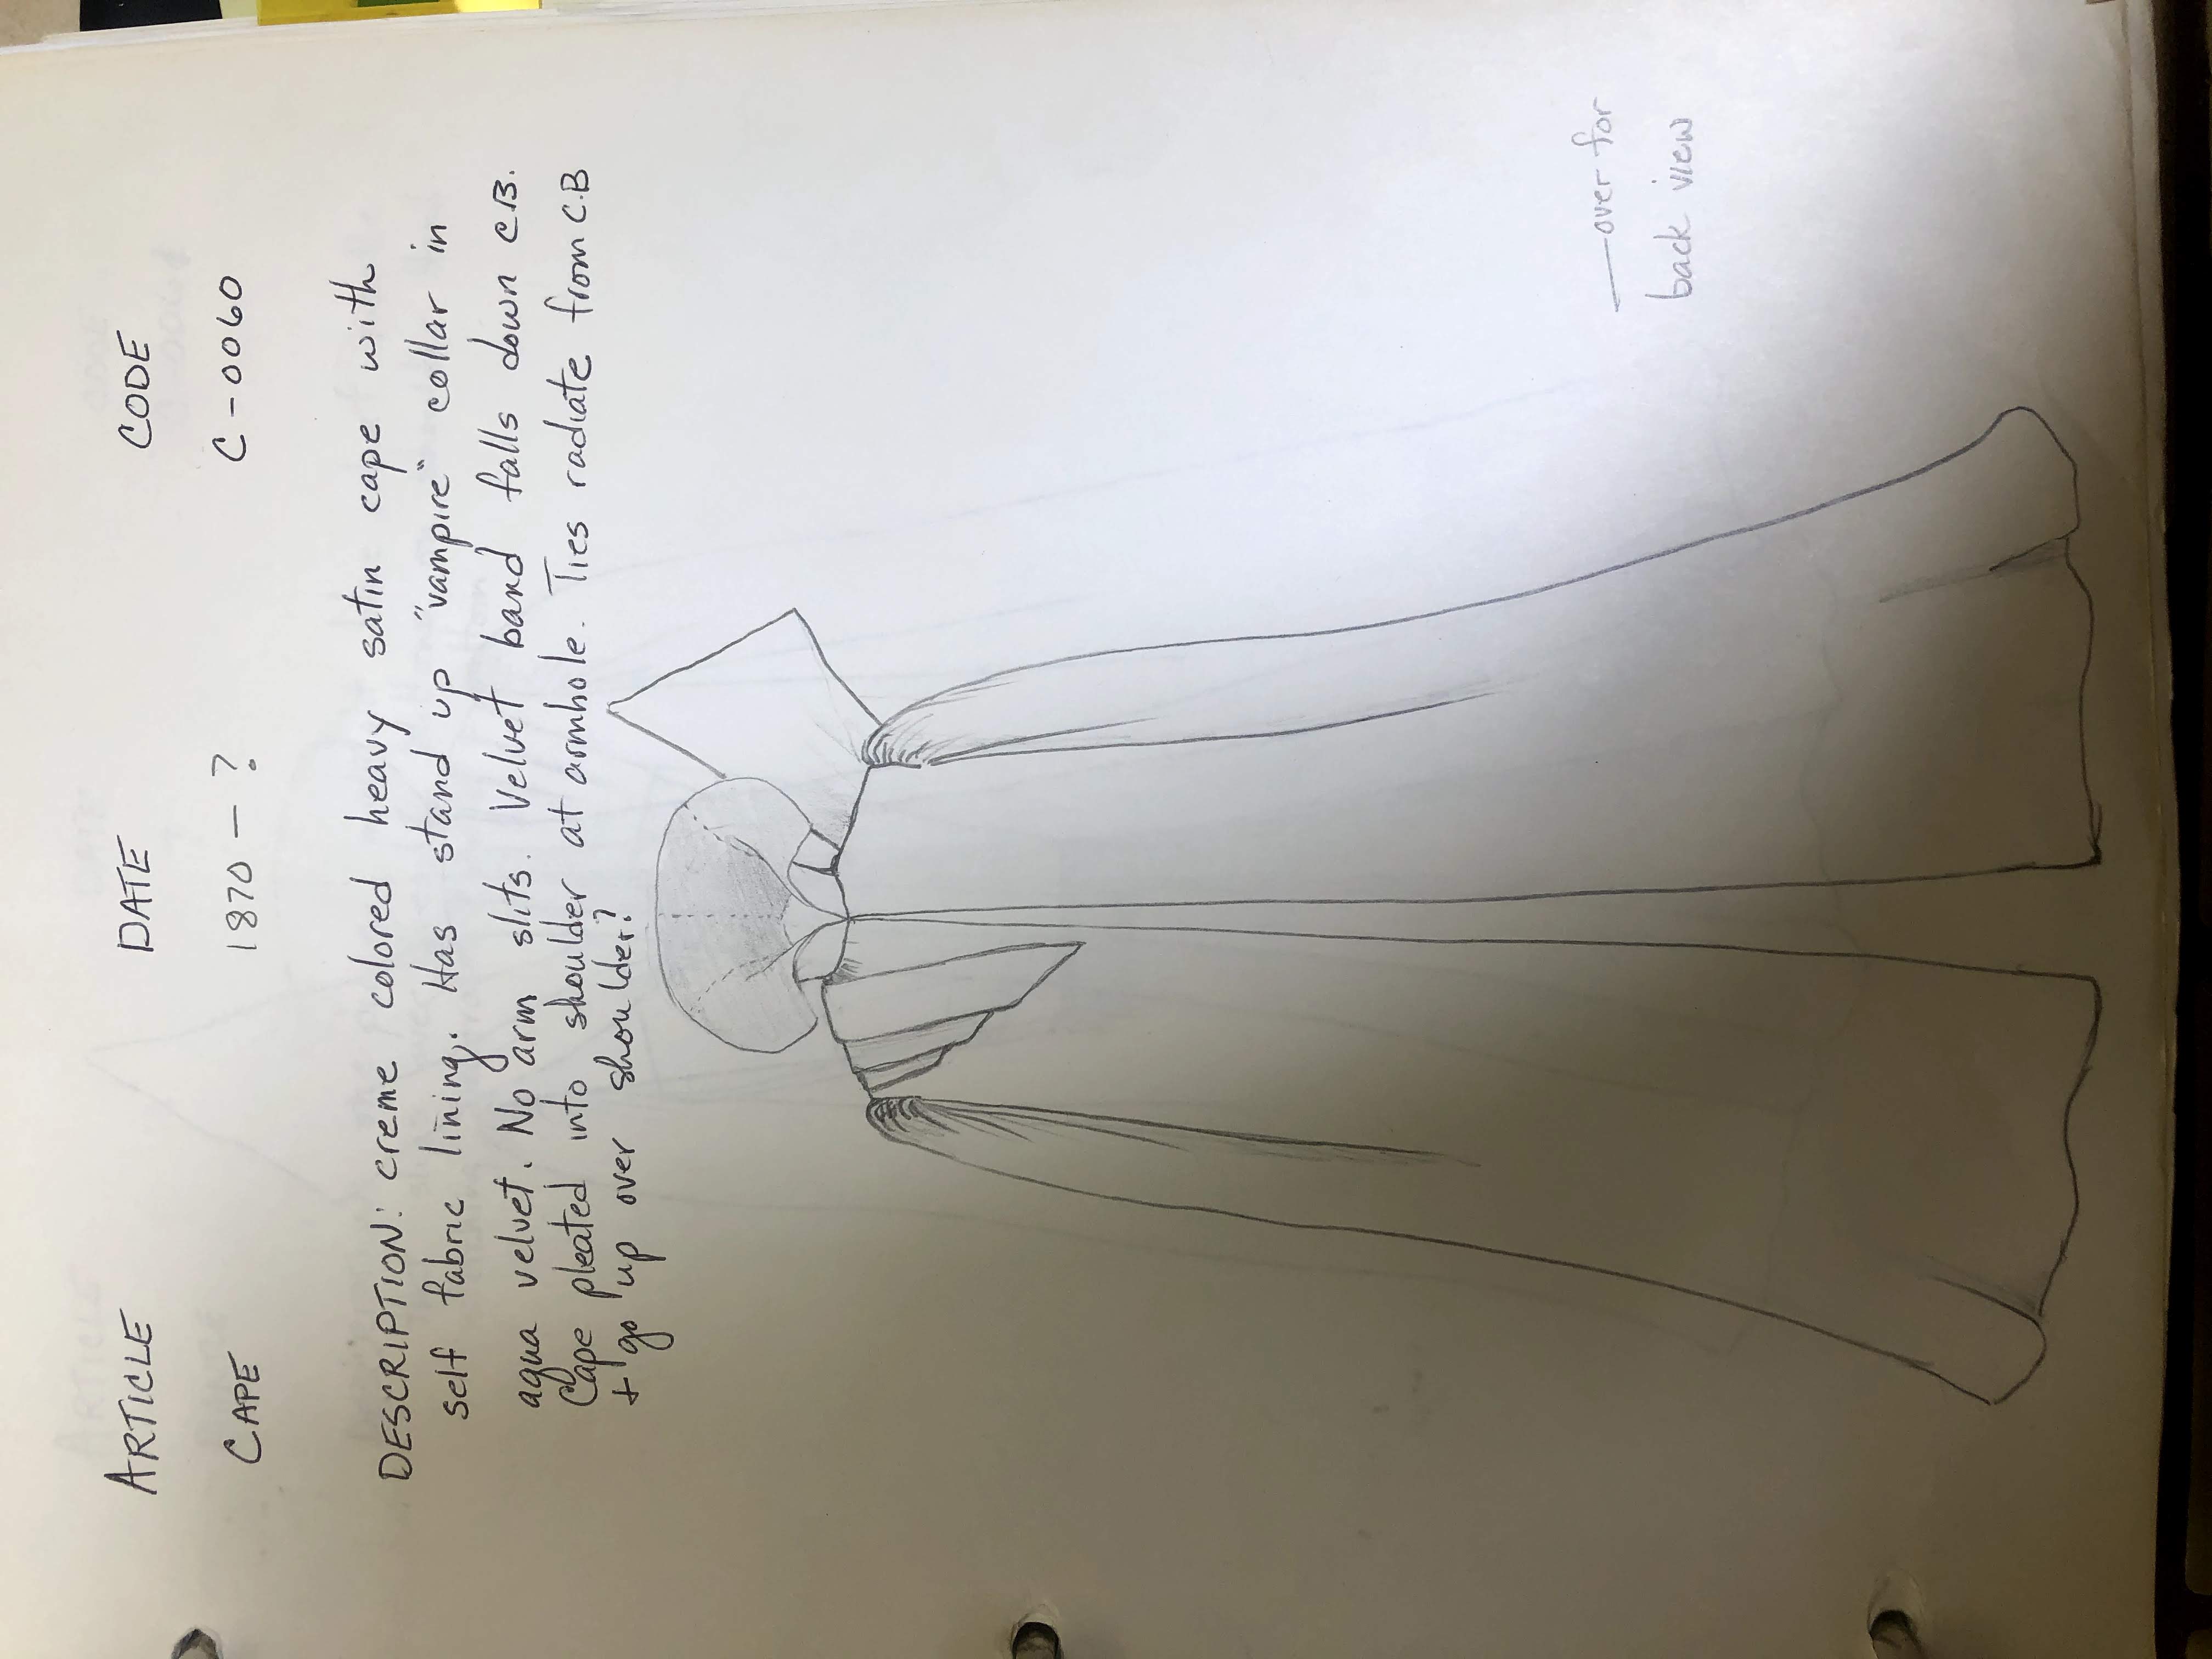 ARTICLE DATE CODE
CAPE 1870 – ? C-0060
DESCRIPTION: creme colored heavy satin cape with
self fabric lining. Has stand up "vampire" collar in
aqua velvet. No arm slits. Velvet band falls down C.B.
Cape pleated into shoulder at armhole. Ties radiate from C.B
+ go up over shoulder?
—over for
back view